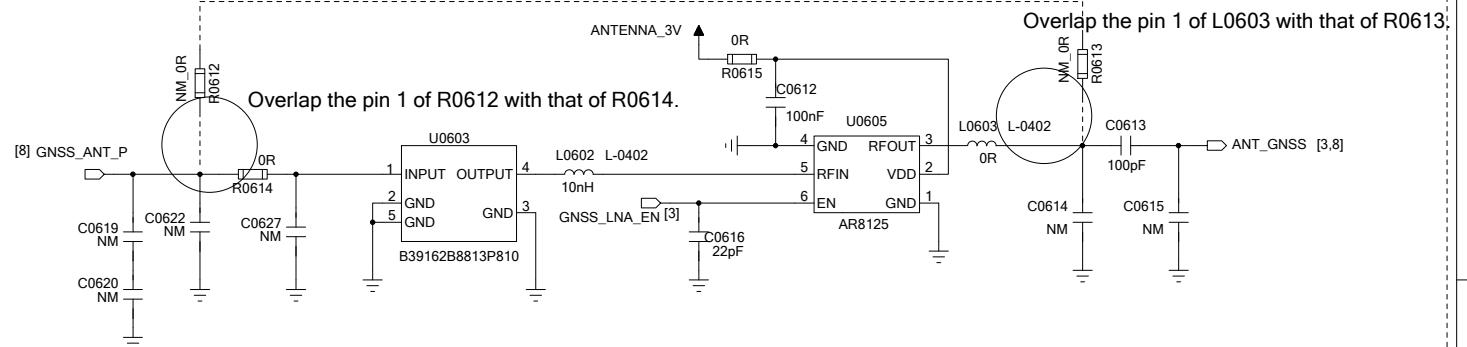 Overlap the pin 1 of L0603 with that of R0613.
ANTENNA_3V
0R
R0615
NM_0R
R0612
NM_0R
R0613
Overlap the pin 1 of R0612 with that of R0614.
C0612
100nF
U0603
U0605
L0603 L-0402
0R
C0613
100pF
[8] GNSS_ANT_P
0R
R0614
1 INPUT OUTPUT 4
2 GND
5 GND
GND 3
B39162B8813P810
L0602 L-0402
10nH
4 GND RFOUT 3
5 RFIN VDD 2
6 EN GND 1
AR8125
ANT_GNSS [3,8]
GNSS_LNA_EN [3]
C0616
22pF
C0619
NM
C0622
NM
C0627
NM
C0614
NM
C0615
NM
C0620
NM